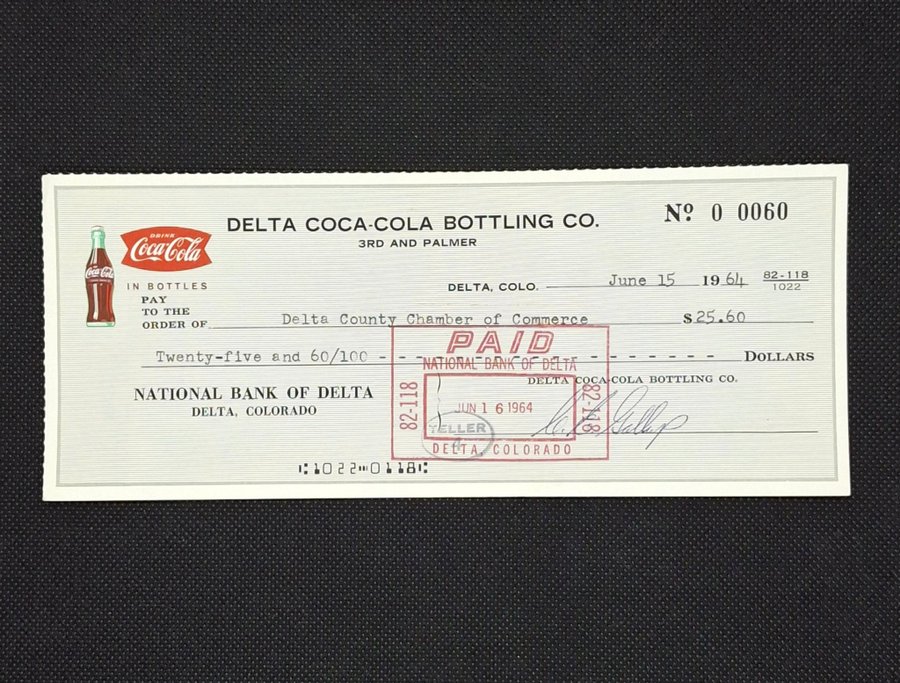 DELTA COCA-COLA BOTTLING CO.
3RD AND PALMER
Nº 0 0060
DRINK
Coca-Cola
Coca-Cola
IN BOTTLES
DELTA, COLO. June 15 1964 82-118
1022
PAY
TO THE
ORDER OF Delta County Chamber of Commerce $25.60
Twenty-five and 60/100 - - - - - - - - - - - DOLLARS
PAID
NATIONAL BANK OF DELTA
82-118
JUN 16 1964
82-118
TELLER
4
DELTA, COLORADO
NATIONAL BANK OF DELTA
DELTA, COLORADO
DELTA COCA-COLA BOTTLING CO.
⑆1022⑉0118⑆